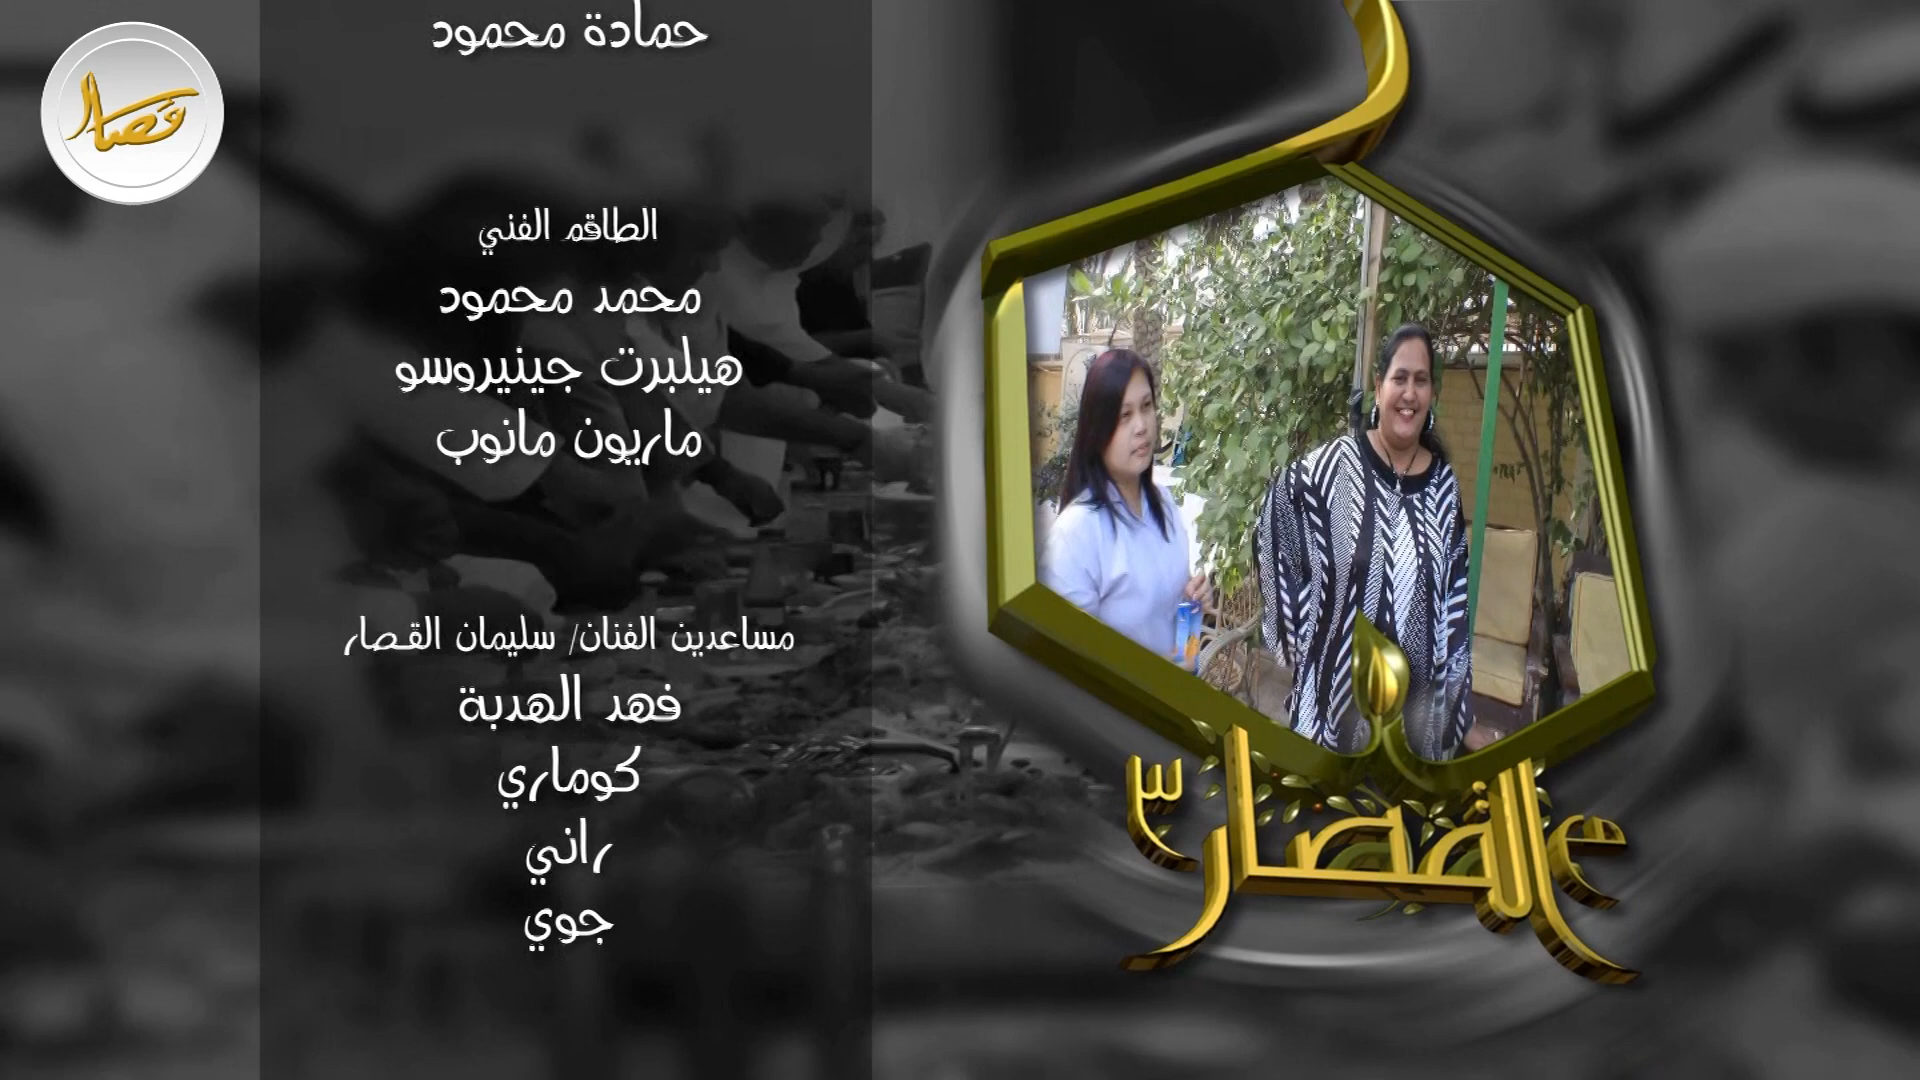 حمادة محمود
قصار
الطاقم الفني
محمد محمود
هيلبرت جينيروسو
ماريون مانوب
مساعدين الفنان/ سليمان القصار
فهد الهدبة
كوماري
راني
جوي
مع القصار